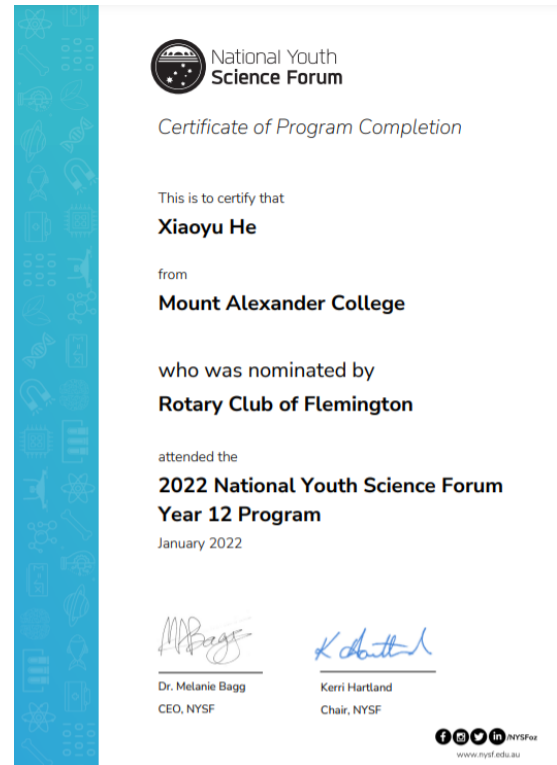 National Youth
Science Forum
Certificate of Program Completion
This is to certify that
Xiaoyu He
from
Mount Alexander College
who was nominated by
Rotary Club of Flemington
attended the
2022 National Youth Science Forum
Year 12 Program
January 2022
MBagg
K Hartland
Dr. Melanie Bagg
Kerri Hartland
CEO, NYSF
Chair, NYSF
/NYSFoz
www.nysf.edu.au